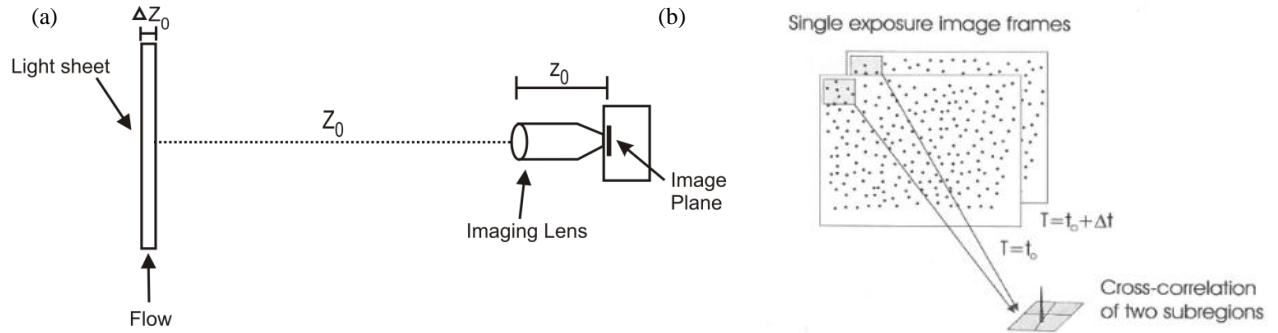 (a)
ΔZ₀
Light sheet
Z₀
z₀
Image
Plane
Imaging Lens
Flow
(b)
Single exposure image frames
T=t₀+Δt
T=t₀
Cross-correlation
of two subregions